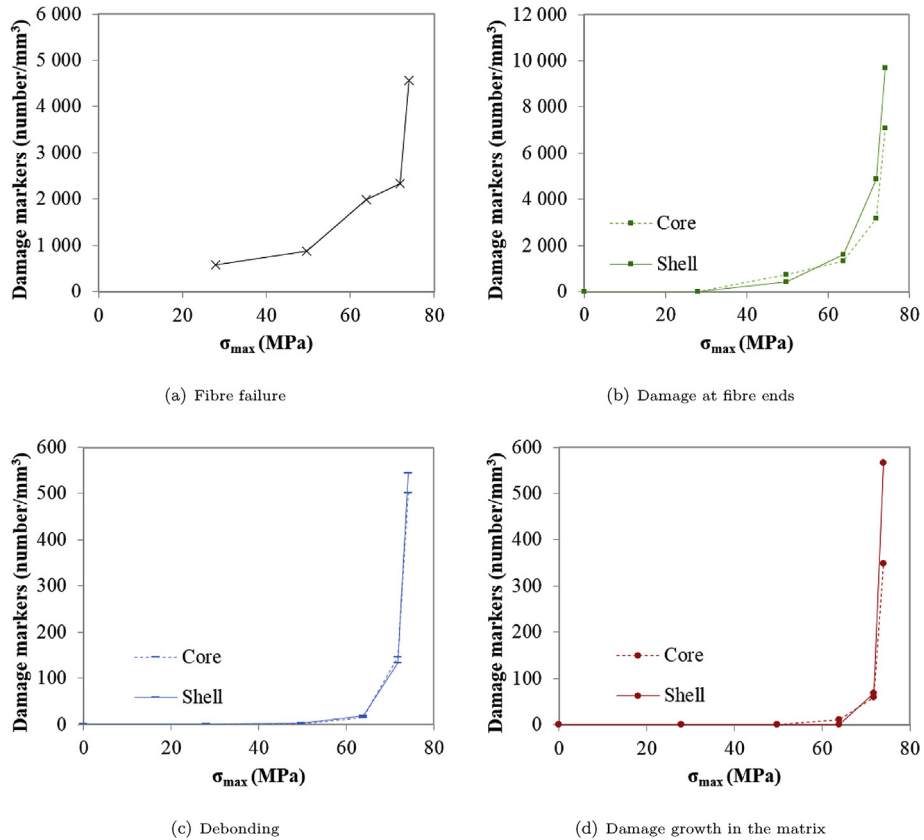 6 000
5 000
4 000
3 000
2 000
1 000
0
0 20 40 60 80
Damage markers (number/mm³)
σmax (MPa)
(a) Fibre failure
12 000
10 000
8 000
6 000
4 000
2 000
0
0 20 40 60 80
Damage markers (number/mm³)
Core
Shell
σmax (MPa)
(b) Damage at fibre ends
600
500
400
300
200
100
0
0 20 40 60 80
Damage markers (number/mm³)
Core
Shell
σmax (MPa)
(c) Debonding
600
500
400
300
200
100
0
0 20 40 60 80
Damage markers (number/mm³)
Core
Shell
σmax (MPa)
(d) Damage growth in the matrix